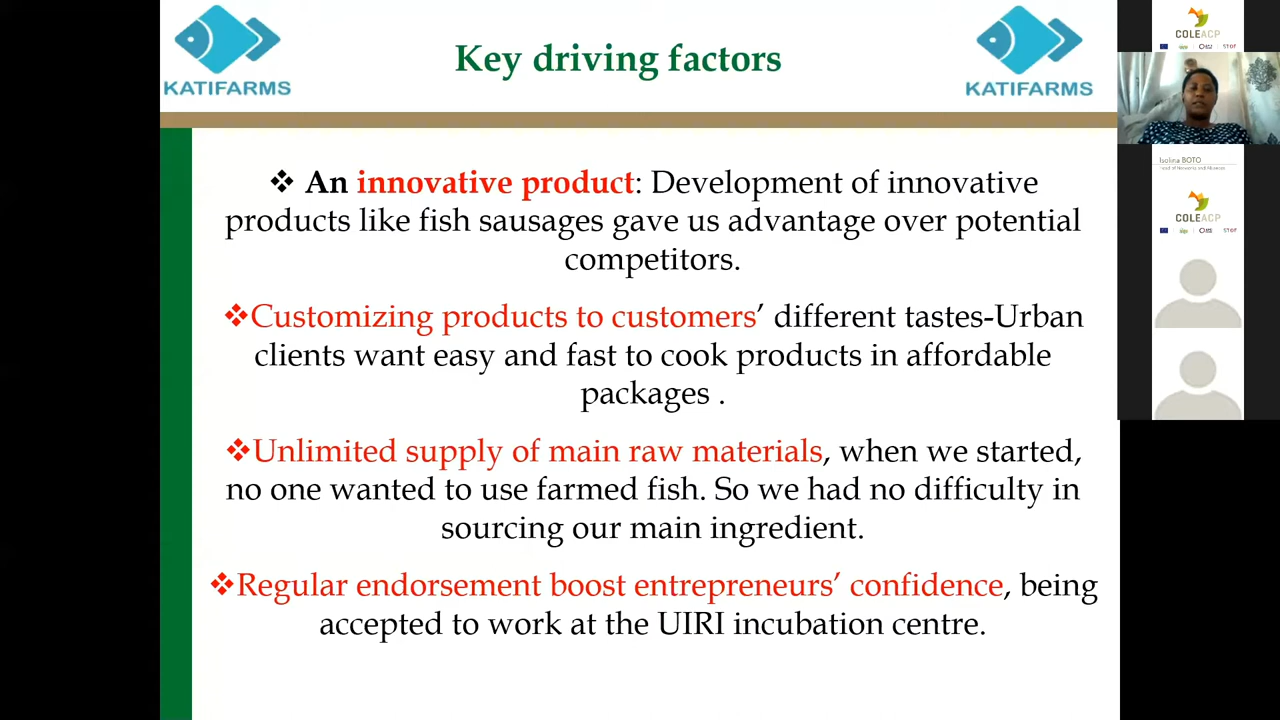 KATIFARMS
Key driving factors
KATIFARMS
❖ An innovative product: Development of innovative
products like fish sausages gave us advantage over potential
competitors.
❖Customizing products to customers’ different tastes-Urban
clients want easy and fast to cook products in affordable
packages .
❖Unlimited supply of main raw materials, when we started,
no one wanted to use farmed fish. So we had no difficulty in
sourcing our main ingredient.
❖Regular endorsement boost entrepreneurs’ confidence, being
accepted to work at the UIRI incubation centre.
COLEACP
Isolina BOTO
COLEACP